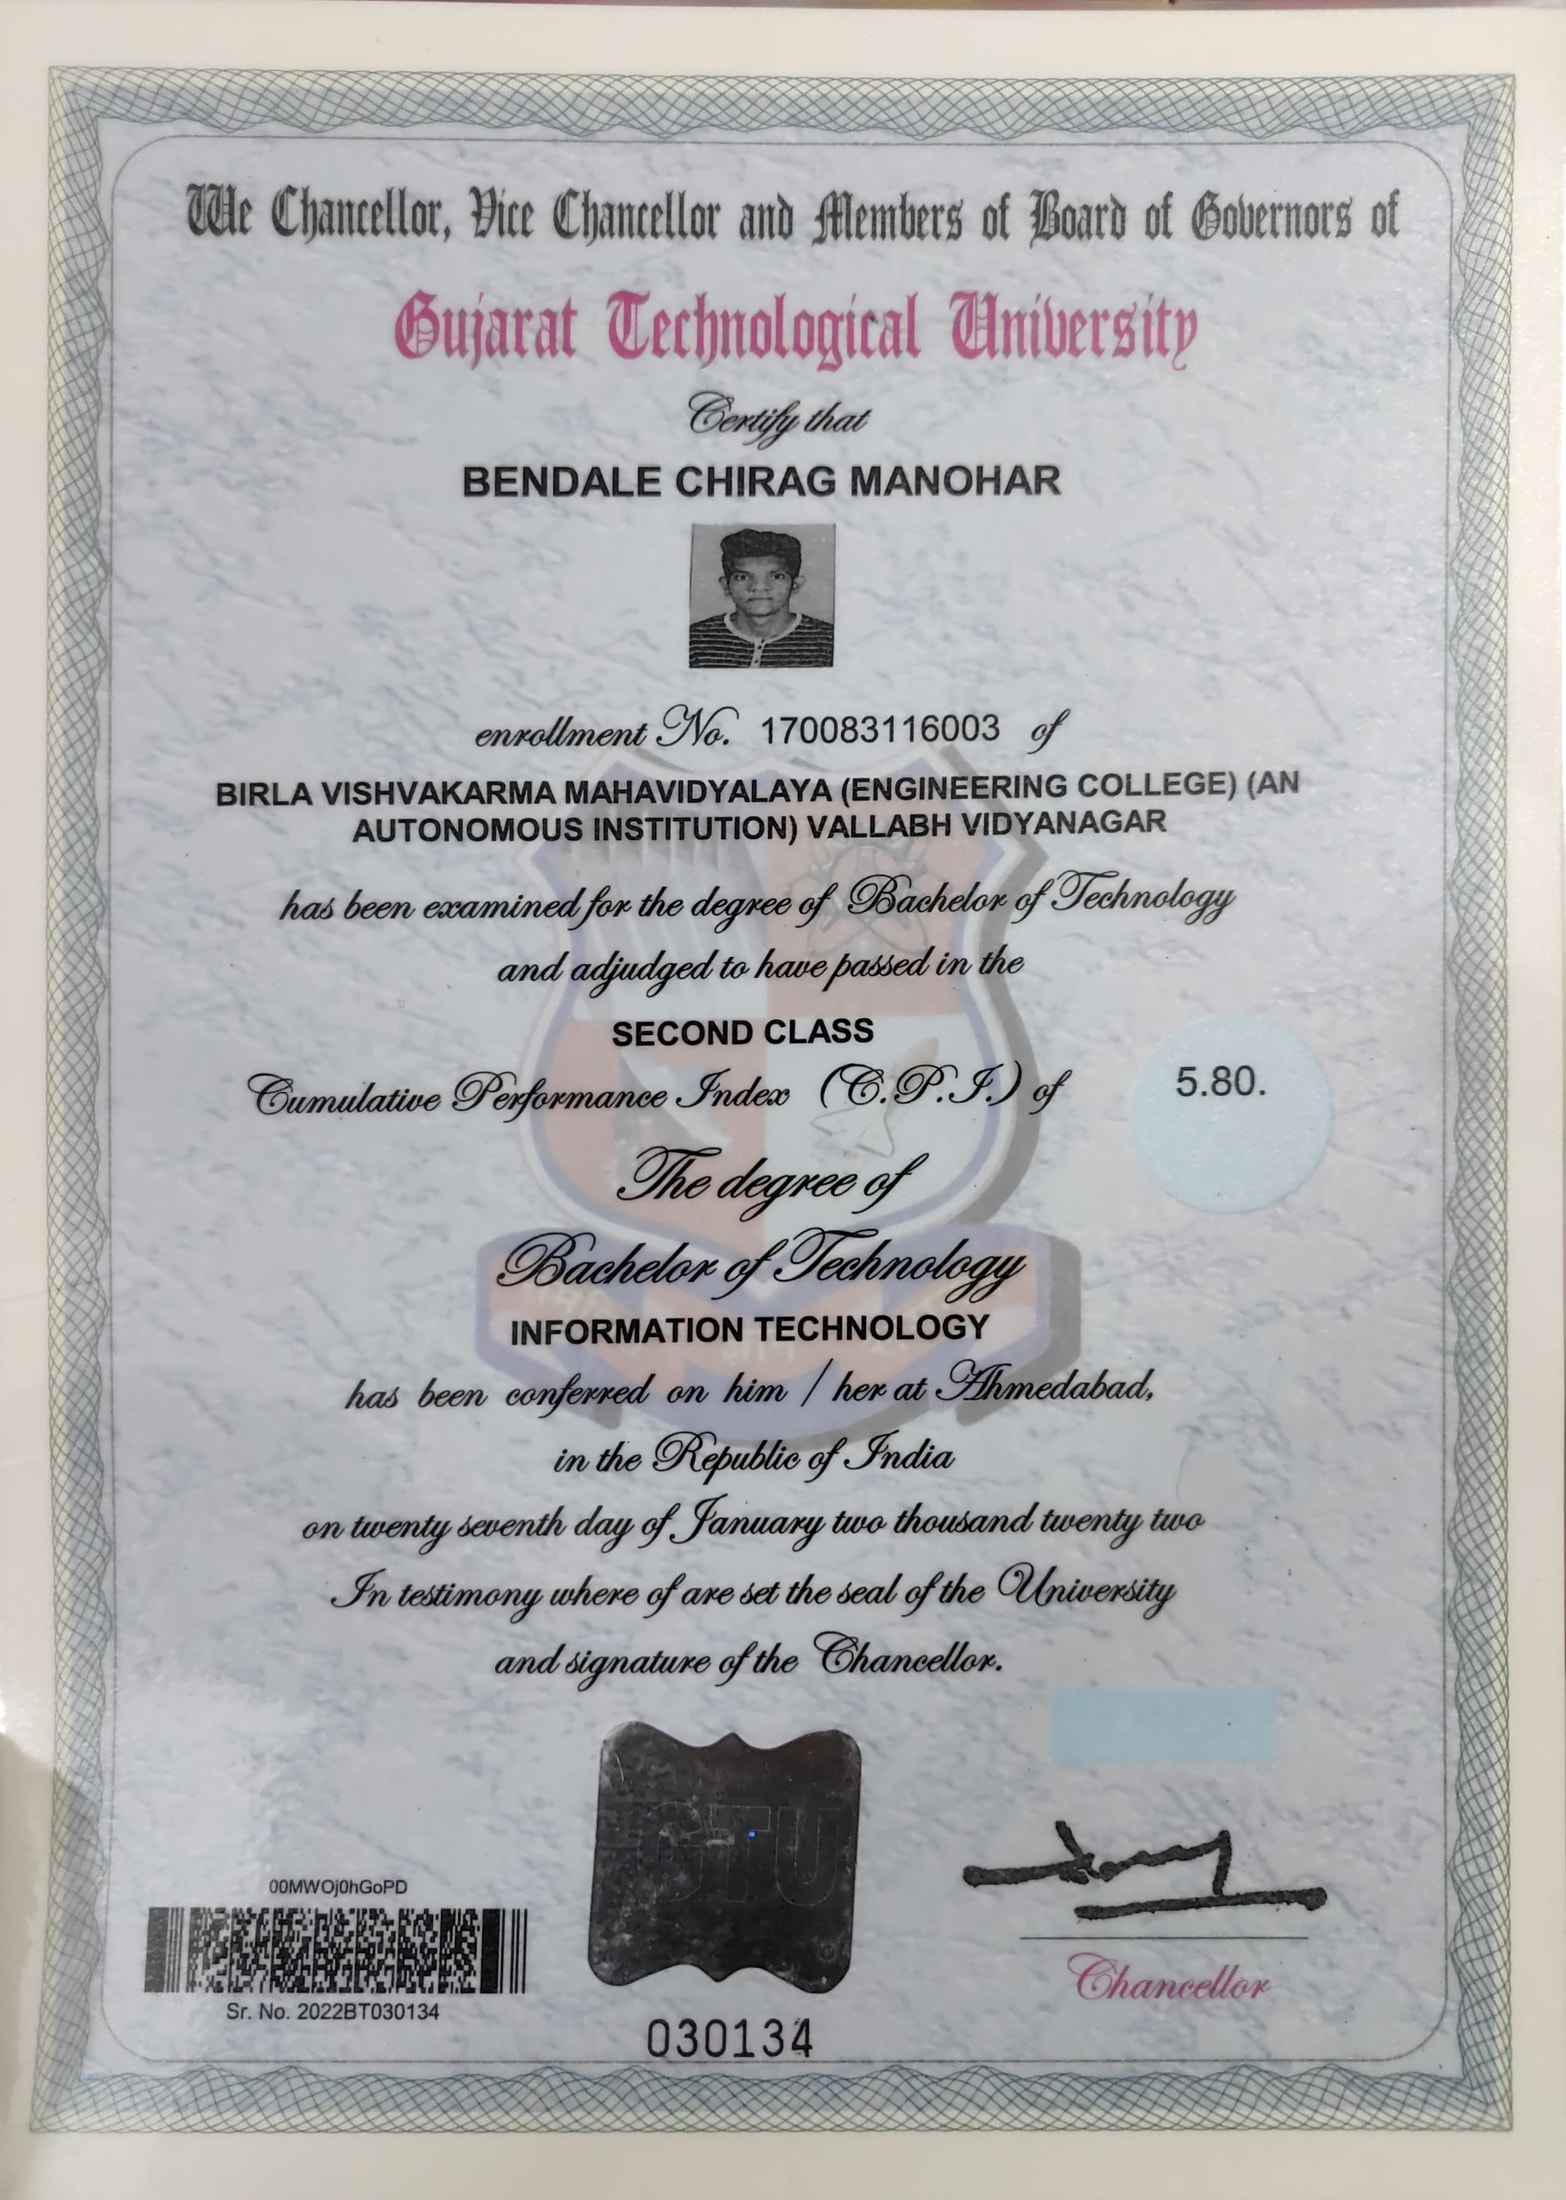 We Chancellor, Vice Chancellor and Members of Board of Governors of
Gujarat Technological University
Certify that
BENDALE CHIRAG MANOHAR
enrollment No. 170083116003 of
BIRLA VISHVAKARMA MAHAVIDYALAYA (ENGINEERING COLLEGE) (AN
AUTONOMOUS INSTITUTION) VALLABH VIDYANAGAR
has been examined for the degree of Bachelor of Technology
and adjudged to have passed in the
SECOND CLASS
Cumulative Performance Index (C.P.I.) of 5.80.
The degree of
Bachelor of Technology
INFORMATION TECHNOLOGY
has been conferred on him / her at Ahmedabad,
in the Republic of India
on twenty seventh day of January two thousand twenty two
In testimony where of are set the seal of the University
and signature of the Chancellor.
GTU
00MWOj0hGoPD
Sr. No. 2022BT030134
030134
Chancellor